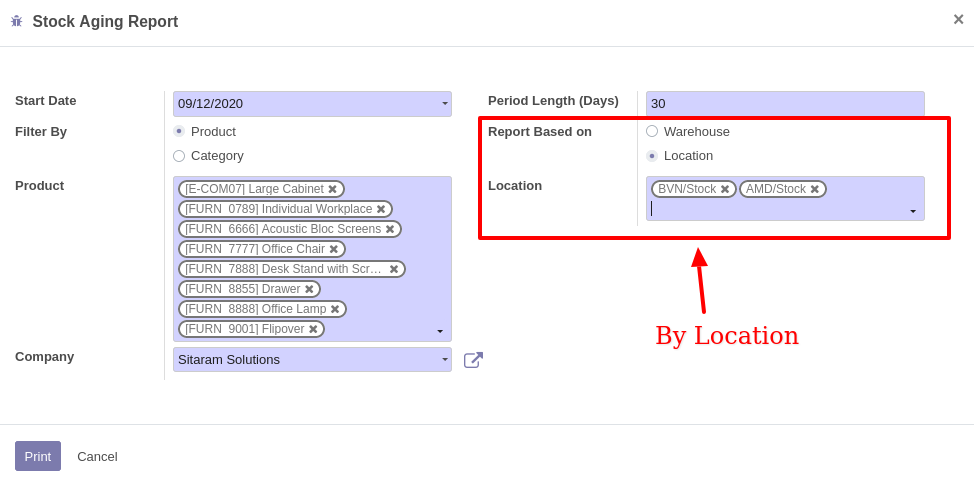 Stock Aging Report
×
Start Date
09/12/2020
Filter By
Product
Category
Product
[E-COM07] Large Cabinet
[FURN_0789] Individual Workplace
[FURN_6666] Acoustic Bloc Screens
[FURN_7777] Office Chair
[FURN_7888] Desk Stand with Scr…
[FURN_8855] Drawer
[FURN_8888] Office Lamp
[FURN_9001] Flipover
Company
Sitaram Solutions
Period Length (Days)
30
Report Based on
Warehouse
Location
Location
BVN/Stock AMD/Stock
By Location
Print Cancel